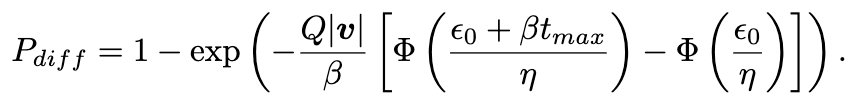 P_{diff} = 1 - \exp\left(-\frac{Q|\boldsymbol{v}|}{\beta}\left[\Phi\left(\frac{\epsilon_0 + \beta t_{max}}{\eta}\right) - \Phi\left(\frac{\epsilon_0}{\eta}\right)\right]\right).